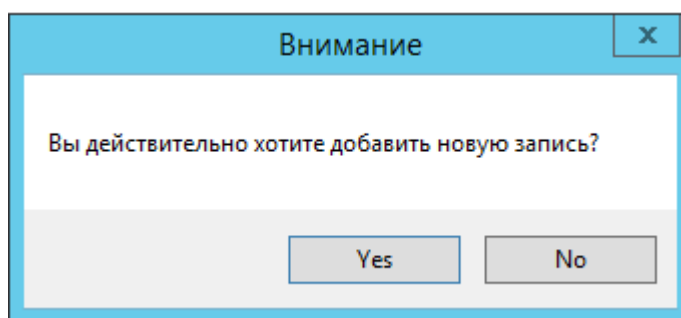 Внимание
Вы действительно хотите добавить новую запись?
Yes
No